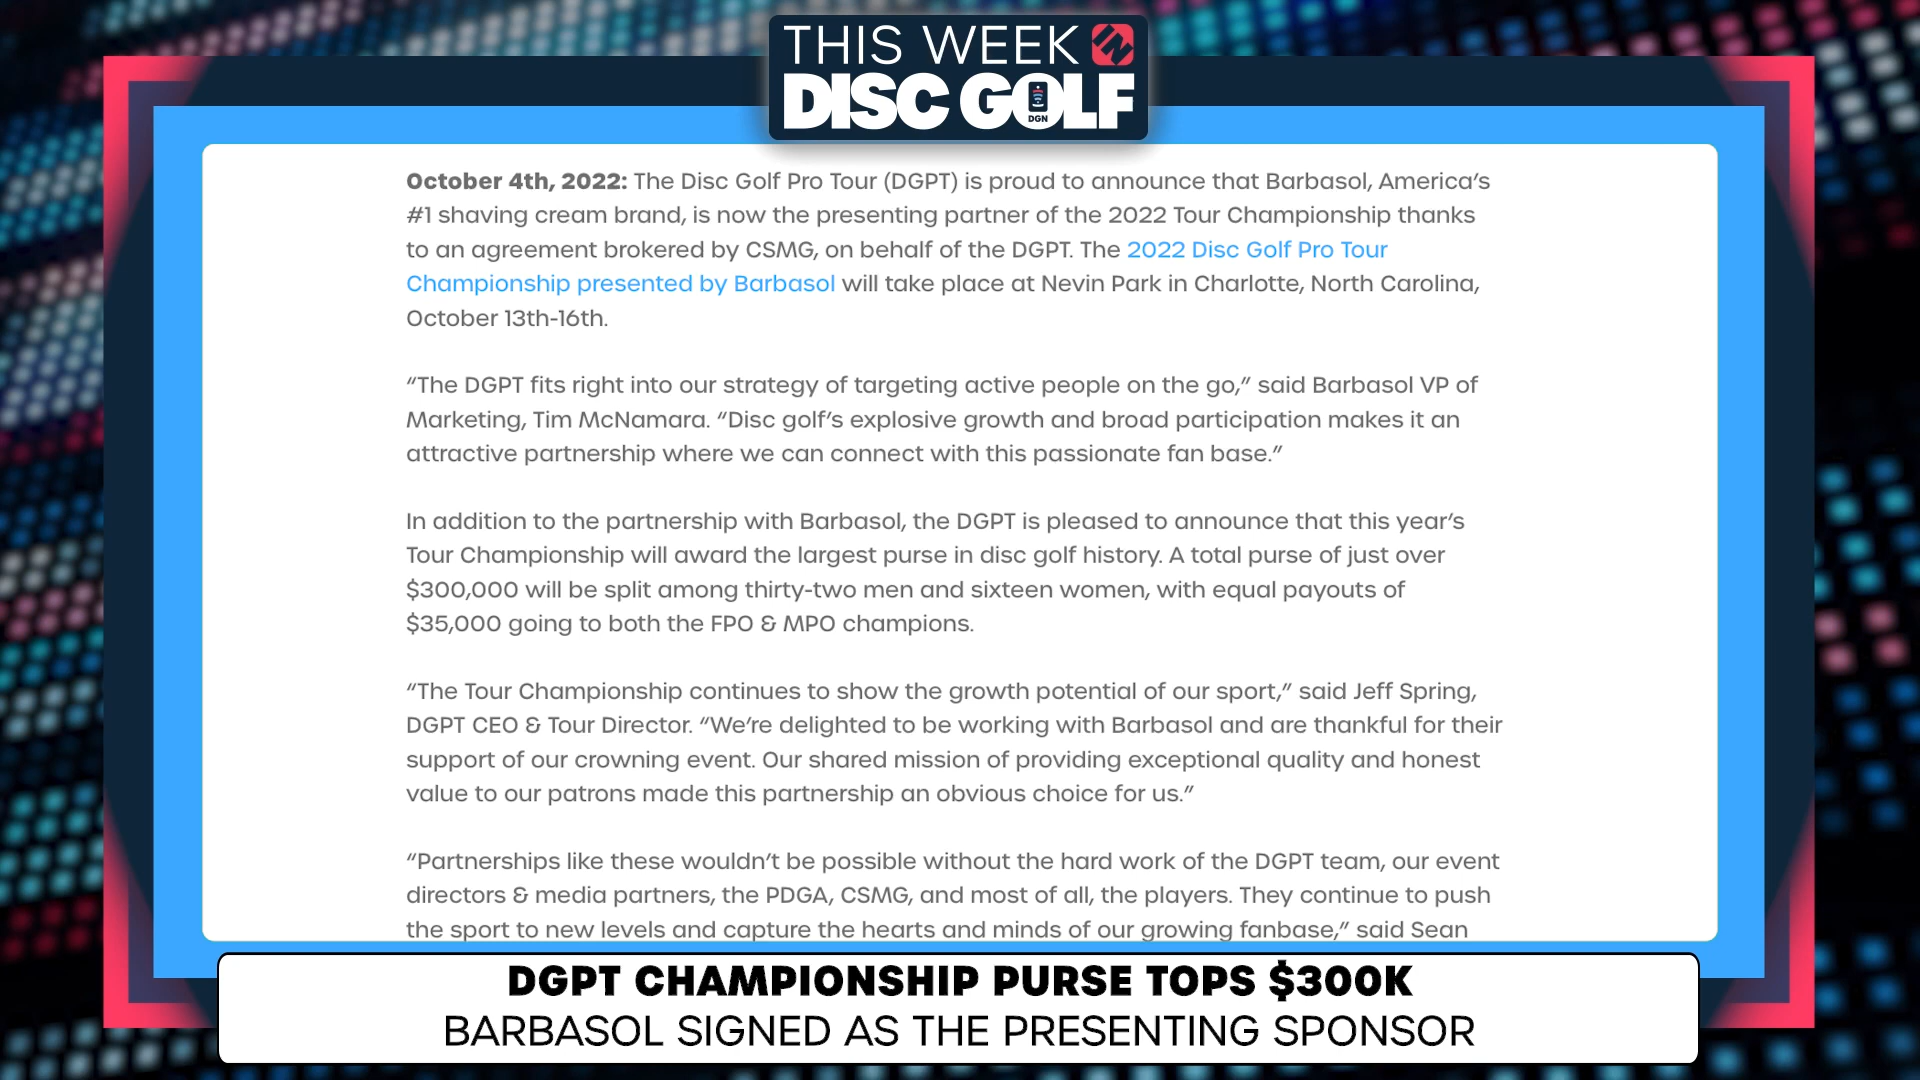 THIS WEEK
DISC GOLF
DGN
October 4th, 2022: The Disc Golf Pro Tour (DGPT) is proud to announce that Barbasol, America’s
#1 shaving cream brand, is now the presenting partner of the 2022 Tour Championship thanks
to an agreement brokered by CSMG, on behalf of the DGPT. The 2022 Disc Golf Pro Tour
Championship presented by Barbasol will take place at Nevin Park in Charlotte, North Carolina,
October 13th-16th.
“The DGPT fits right into our strategy of targeting active people on the go,” said Barbasol VP of
Marketing, Tim McNamara. “Disc golf’s explosive growth and broad participation makes it an
attractive partnership where we can connect with this passionate fan base.”
In addition to the partnership with Barbasol, the DGPT is pleased to announce that this year’s
Tour Championship will award the largest purse in disc golf history. A total purse of just over
$300,000 will be split among thirty-two men and sixteen women, with equal payouts of
$35,000 going to both the FPO & MPO champions.
“The Tour Championship continues to show the growth potential of our sport,” said Jeff Spring,
DGPT CEO & Tour Director. “We’re delighted to be working with Barbasol and are thankful for their
support of our crowning event. Our shared mission of providing exceptional quality and honest
value to our patrons made this partnership an obvious choice for us.”
“Partnerships like these wouldn’t be possible without the hard work of the DGPT team, our event
directors & media partners, the PDGA, CSMG, and most of all, the players. They continue to push
the sport to new levels and capture the hearts and minds of our growing fanbase,” said Sean
DGPT CHAMPIONSHIP PURSE TOPS $300K
BARBASOL SIGNED AS THE PRESENTING SPONSOR